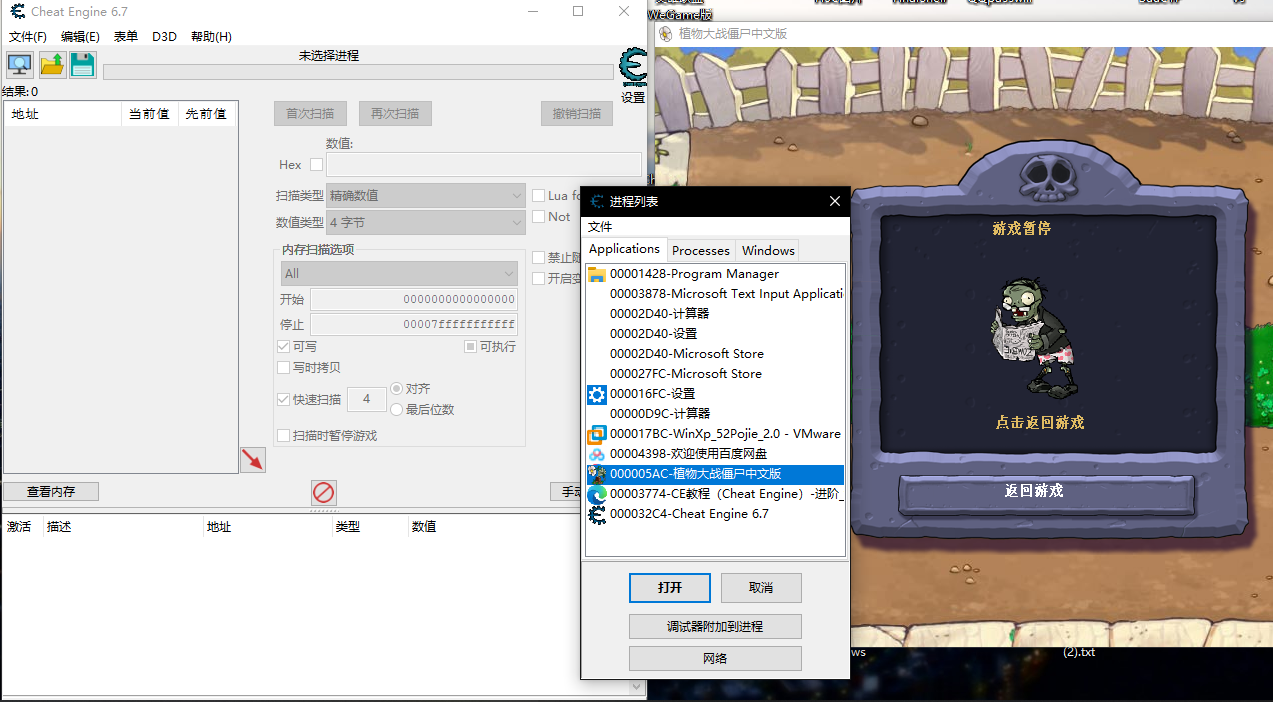 Cheat Engine 6.7
文件(F) 编辑(E) 表单 D3D 帮助(H)
未选择进程
结果: 0
设置
地址 当前值 先前值
首次扫描 再次扫描 撤销扫描
数值:
Hex
扫描类型 精确数值
Lua fo
数值类型 4 字节
Not
内存扫描选项
All
禁止随
开启变
开始 0000000000000000
停止 00007fffffffffff
可写 可执行
写时拷贝
快速扫描 4 对齐
最后位数
扫描时暂停游戏
查看内存
手动
激活 描述 地址 类型 数值
进程列表
文件
Applications Processes Windows
00001428-Program Manager
00003878-Microsoft Text Input Applicati
00002D40-计算器
00002D40-设置
00002D40-Microsoft Store
000027FC-Microsoft Store
000016FC-设置
00000D9C-计算器
000017BC-WinXp_52Pojie_2.0 - VMware
00004398-欢迎使用百度网盘
000005AC-植物大战僵尸中文版
00003774-CE教程（Cheat Engine）-进阶_
000032C4-Cheat Engine 6.7
打开 取消
调试器附加到进程
网络
WeGame版
植物大战僵尸中文版
游戏暂停
点击返回游戏
返回游戏
ws
(2).txt